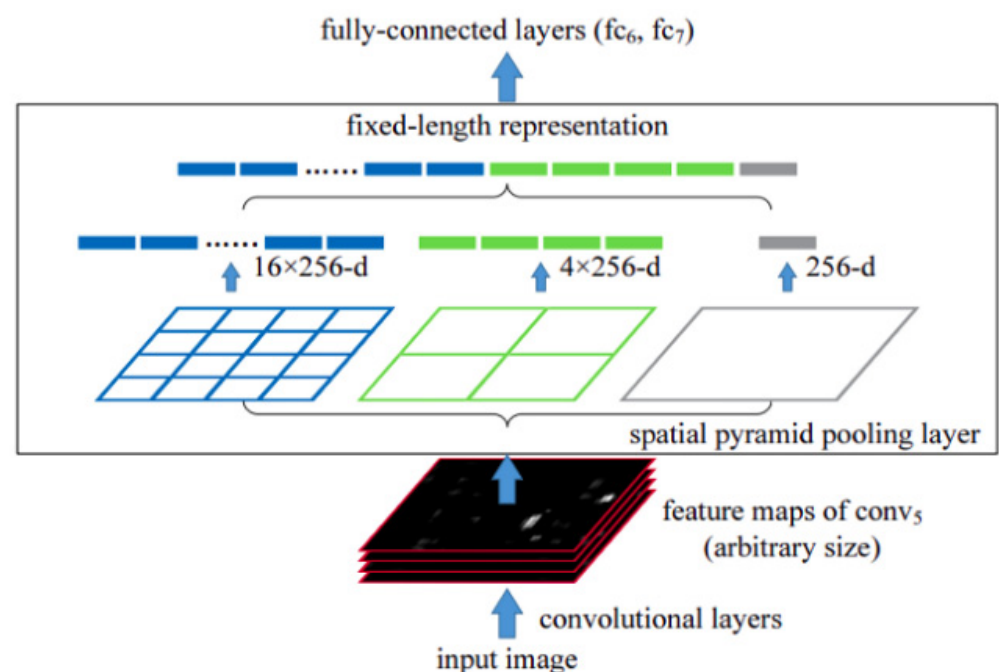 fully-connected layers (fc₆, fc₇)
fixed-length representation
......
......
16×256-d
4×256-d
256-d
spatial pyramid pooling layer
feature maps of conv₅
(arbitrary size)
convolutional layers
input image